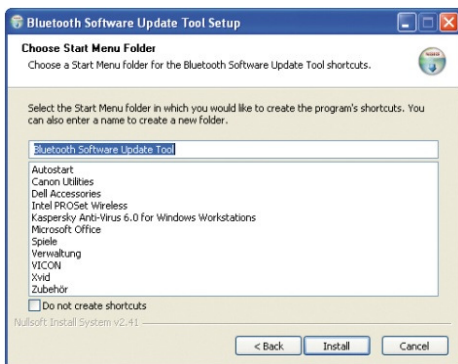 Bluetooth Software Update Tool Setup
Choose Start Menu Folder
Choose a Start Menu folder for the Bluetooth Software Update Tool shortcuts.
Select the Start Menu folder in which you would like to create the program's shortcuts. You
can also enter a name to create a new folder.
Bluetooth Software Update Tool
Autostart
Canon Utilities
Dell Accessories
Intel PROSet Wireless
Kaspersky Anti-Virus 6.0 for Windows Workstations
Microsoft Office
Spiele
Verwaltung
VICON
Xvid
Zubehör
Do not create shortcuts
Nullsoft Install System v2.41
< Back Install Cancel